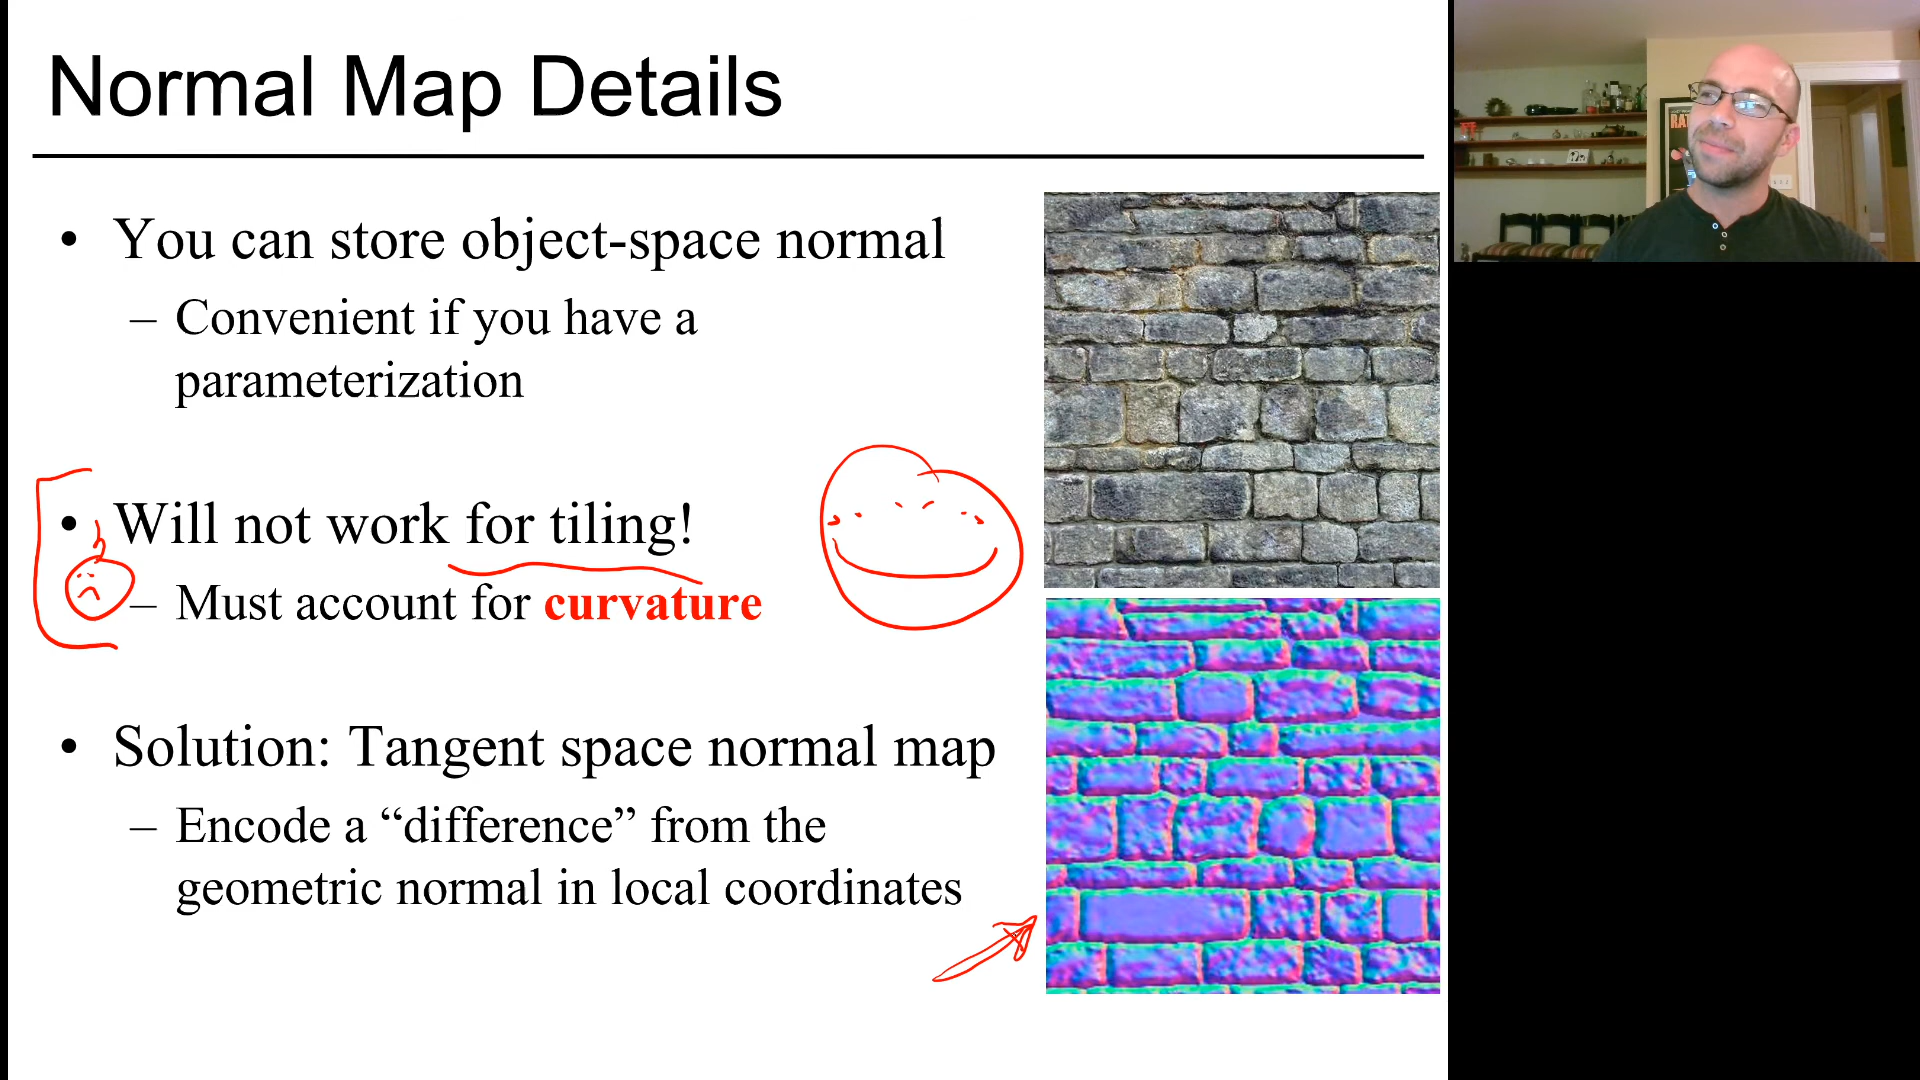 Normal Map Details
• You can store object-space normal
– Convenient if you have a
parameterization
• Will not work for tiling!
– Must account for curvature
• Solution: Tangent space normal map
– Encode a “difference” from the
geometric normal in local coordinates
RAT